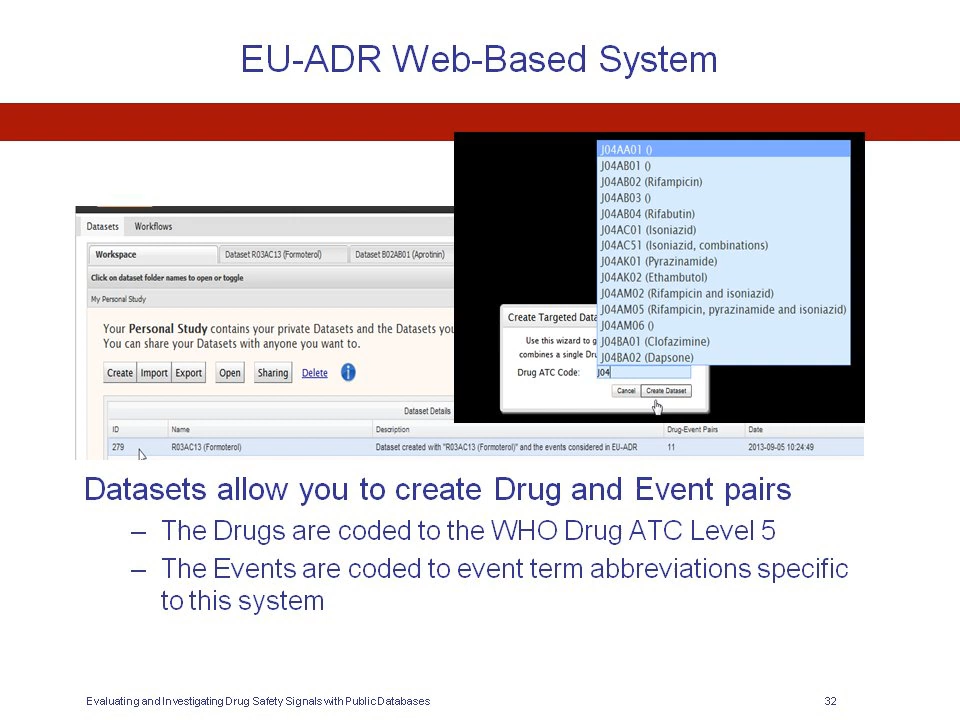 EU-ADR Web-Based System
Datasets Workflows
Workspace Dataset R03AC13 (Formoterol) Dataset B02AB01 (Aprotinin)
Click on dataset folder names to open or toggle
My Personal Study
Your Personal Study contains your private Datasets and the Datasets you
You can share your Datasets with anyone you want to.
Create Import Export Open Sharing Delete
Dataset Details
ID Name Description Drug-Event Pairs Date
279 R03AC13 (Formoterol) Dataset created with "R03AC13 (Formoterol)" and the events considered in EU-ADR 11 2013-09-05 10:24:49
J04AA01 ()
J04AB01 ()
J04AB02 (Rifampicin)
J04AB03 ()
J04AB04 (Rifabutin)
J04AC01 (Isoniazid)
J04AC51 (Isoniazid, combinations)
J04AK01 (Pyrazinamide)
J04AK02 (Ethambutol)
J04AM02 (Rifampicin and isoniazid)
J04AM05 (Rifampicin, pyrazinamide and isoniazid)
J04AM06 ()
J04BA01 (Clofazimine)
J04BA02 (Dapsone)
Create Targeted Data
Use this wizard to g
combines a single Dru
Drug ATC Code: J04
Cancel Create Dataset
Datasets allow you to create Drug and Event pairs
– The Drugs are coded to the WHO Drug ATC Level 5
– The Events are coded to event term abbreviations specific
to this system
Evaluating and Investigating Drug Safety Signals with Public Databases 32